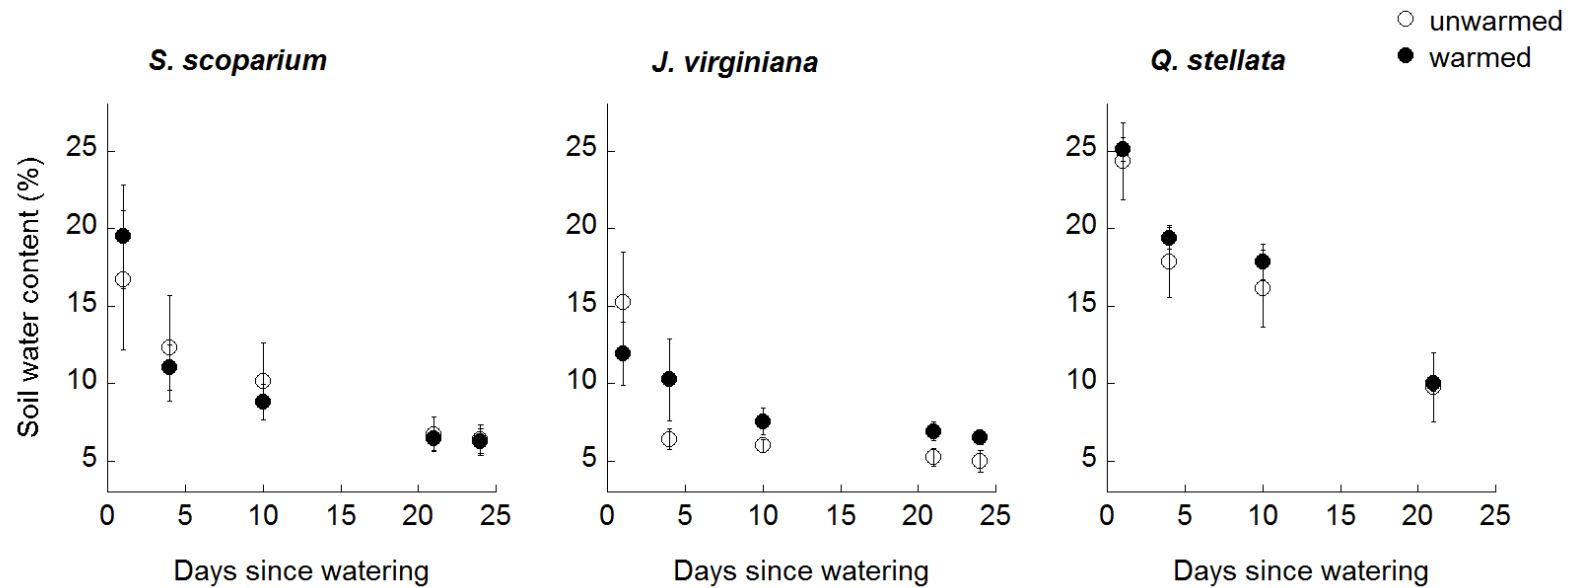 unwarmed
warmed
S. scoparium
J. virginiana
Q. stellata
Soil water content (%)
25
20
15
10
5
0 5 10 15 20 25
Days since watering
25
20
15
10
5
0 5 10 15 20 25
Days since watering
25
20
15
10
5
0 5 10 15 20 25
Days since watering